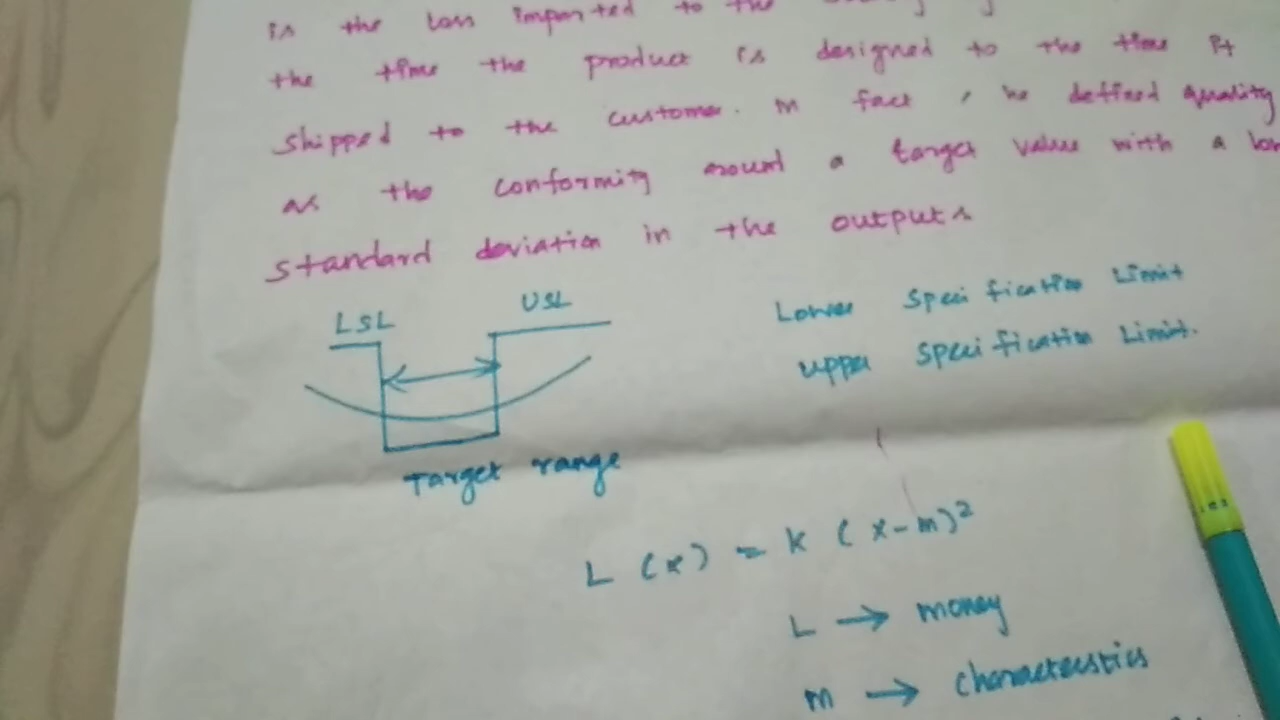 is the loss imparted to the
the time the product is designed to the time it
shipped to the customer. In fact, he defined quality
as the conformity around a target value with a
standard deviation in the outputs
LSL USL
Lower Specification Limit
Upper Specification Limit.
Target range
L (x) = k (x-m)²
L → money
m → characteristics